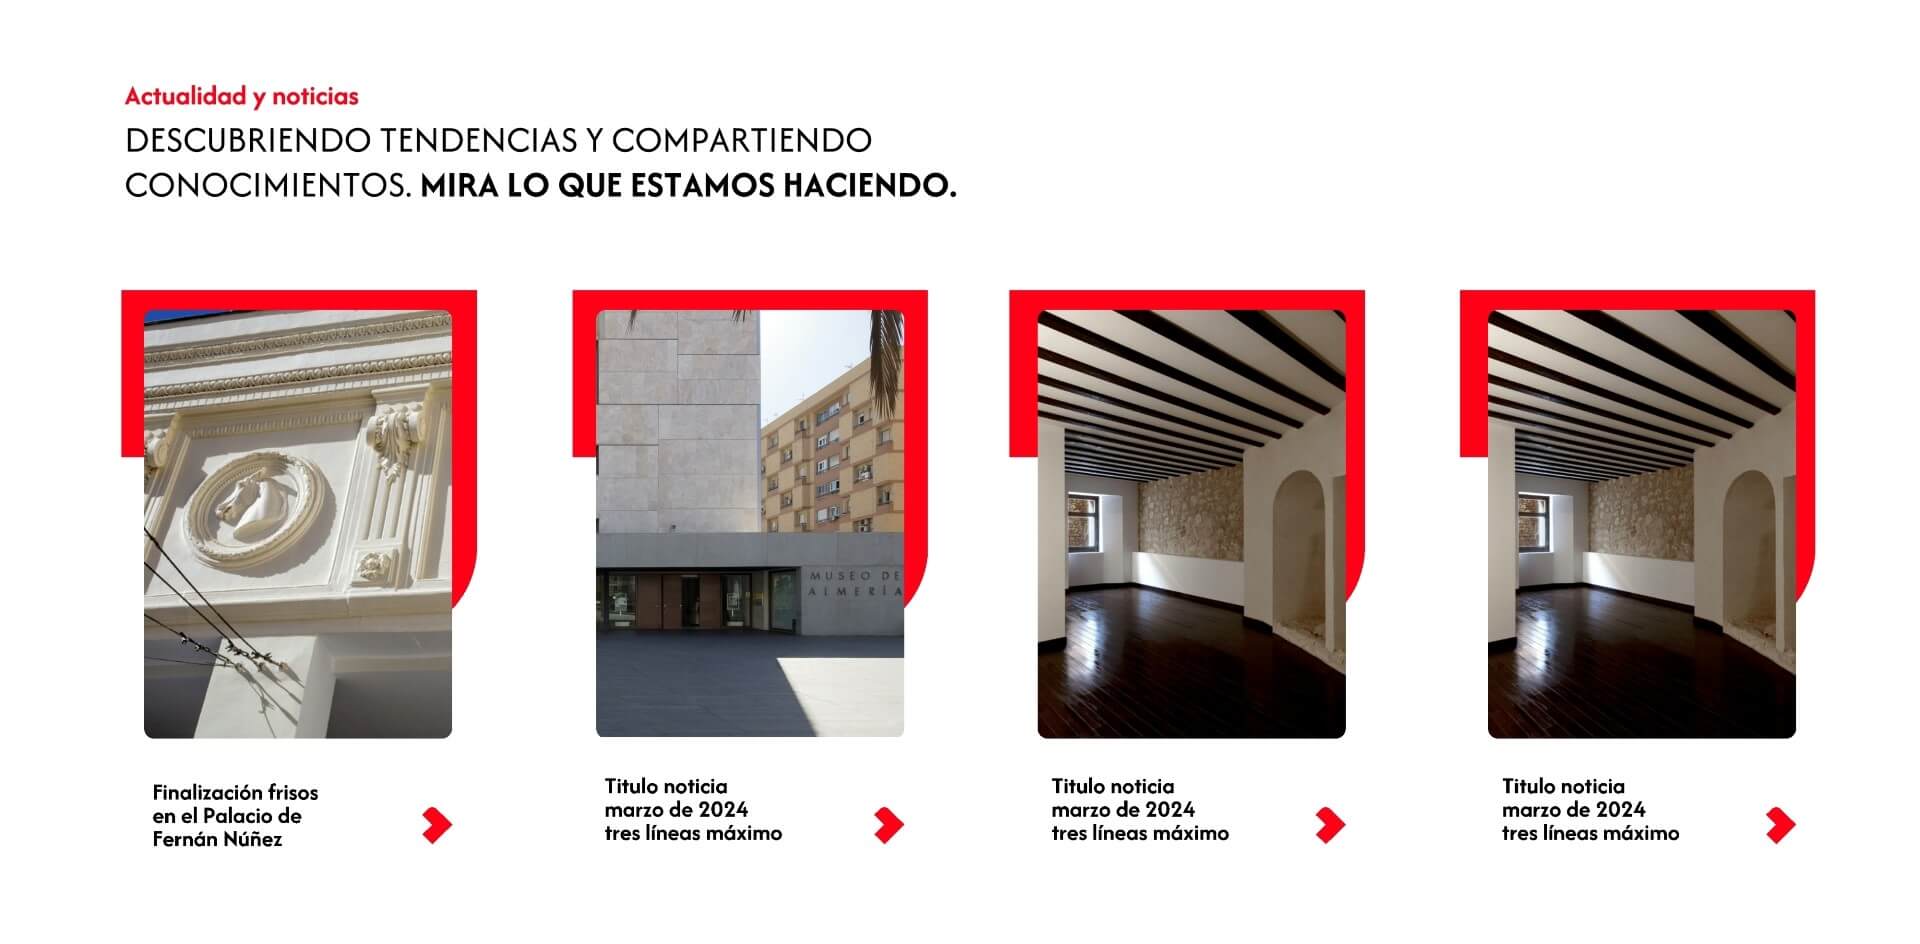 Actualidad y noticias
DESCUBRIENDO TENDENCIAS Y COMPARTIENDO
CONOCIMIENTOS. MIRA LO QUE ESTAMOS HACIENDO.
MUSEO DE
ALMERÍA
Finalización frisos
en el Palacio de
Fernán Núñez
Titulo noticia
marzo de 2024
tres líneas máximo
Titulo noticia
marzo de 2024
tres líneas máximo
Titulo noticia
marzo de 2024
tres líneas máximo